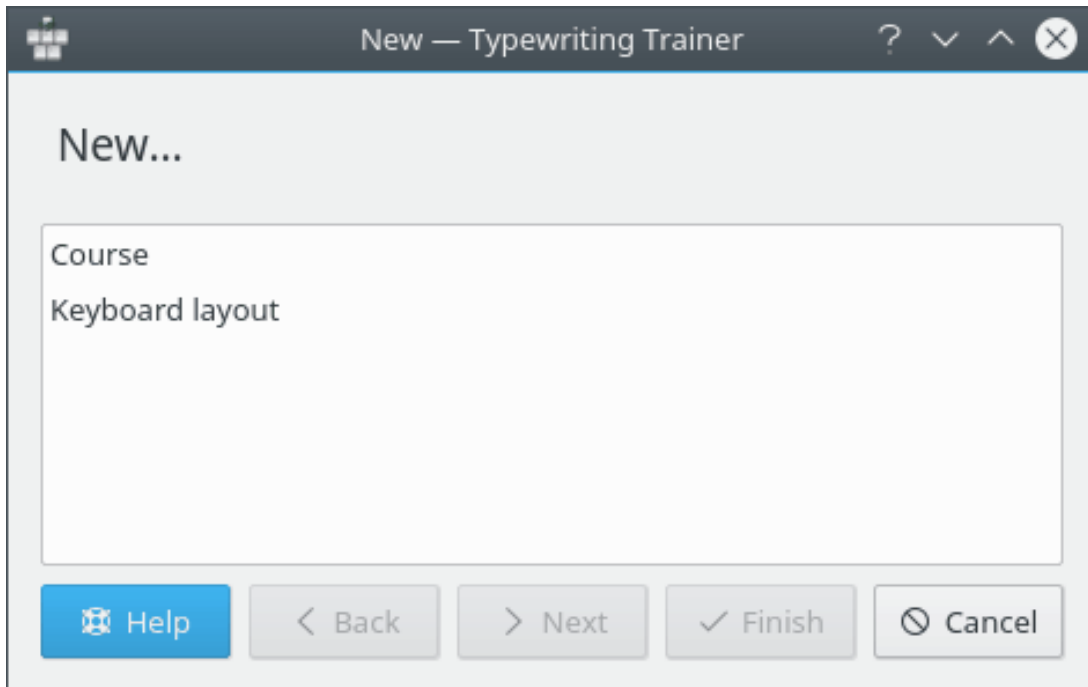 New — Typewriting Trainer
New...
Course
Keyboard layout
Help Back Next Finish Cancel